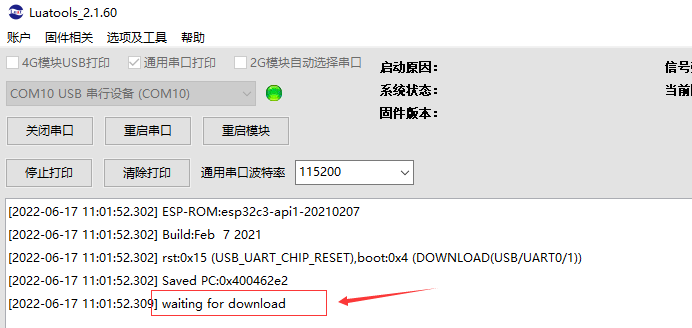 Luatools_2.1.60
账户 固件相关 选项及工具 帮助
4G模块USB打印 通用串口打印 2G模块自动选择串口
启动原因：
COM10 USB 串行设备 (COM10)
系统状态：
固件版本：
关闭串口 重启串口 重启模块
停止打印 清除打印 通用串口波特率 115200
[2022-06-17 11:01:52.302] ESP-ROM:esp32c3-api1-20210207
[2022-06-17 11:01:52.302] Build:Feb  7 2021
[2022-06-17 11:01:52.302] rst:0x15 (USB_UART_CHIP_RESET),boot:0x4 (DOWNLOAD(USB/UART0/1))
[2022-06-17 11:01:52.302] Saved PC:0x400462e2
[2022-06-17 11:01:52.309] waiting for download